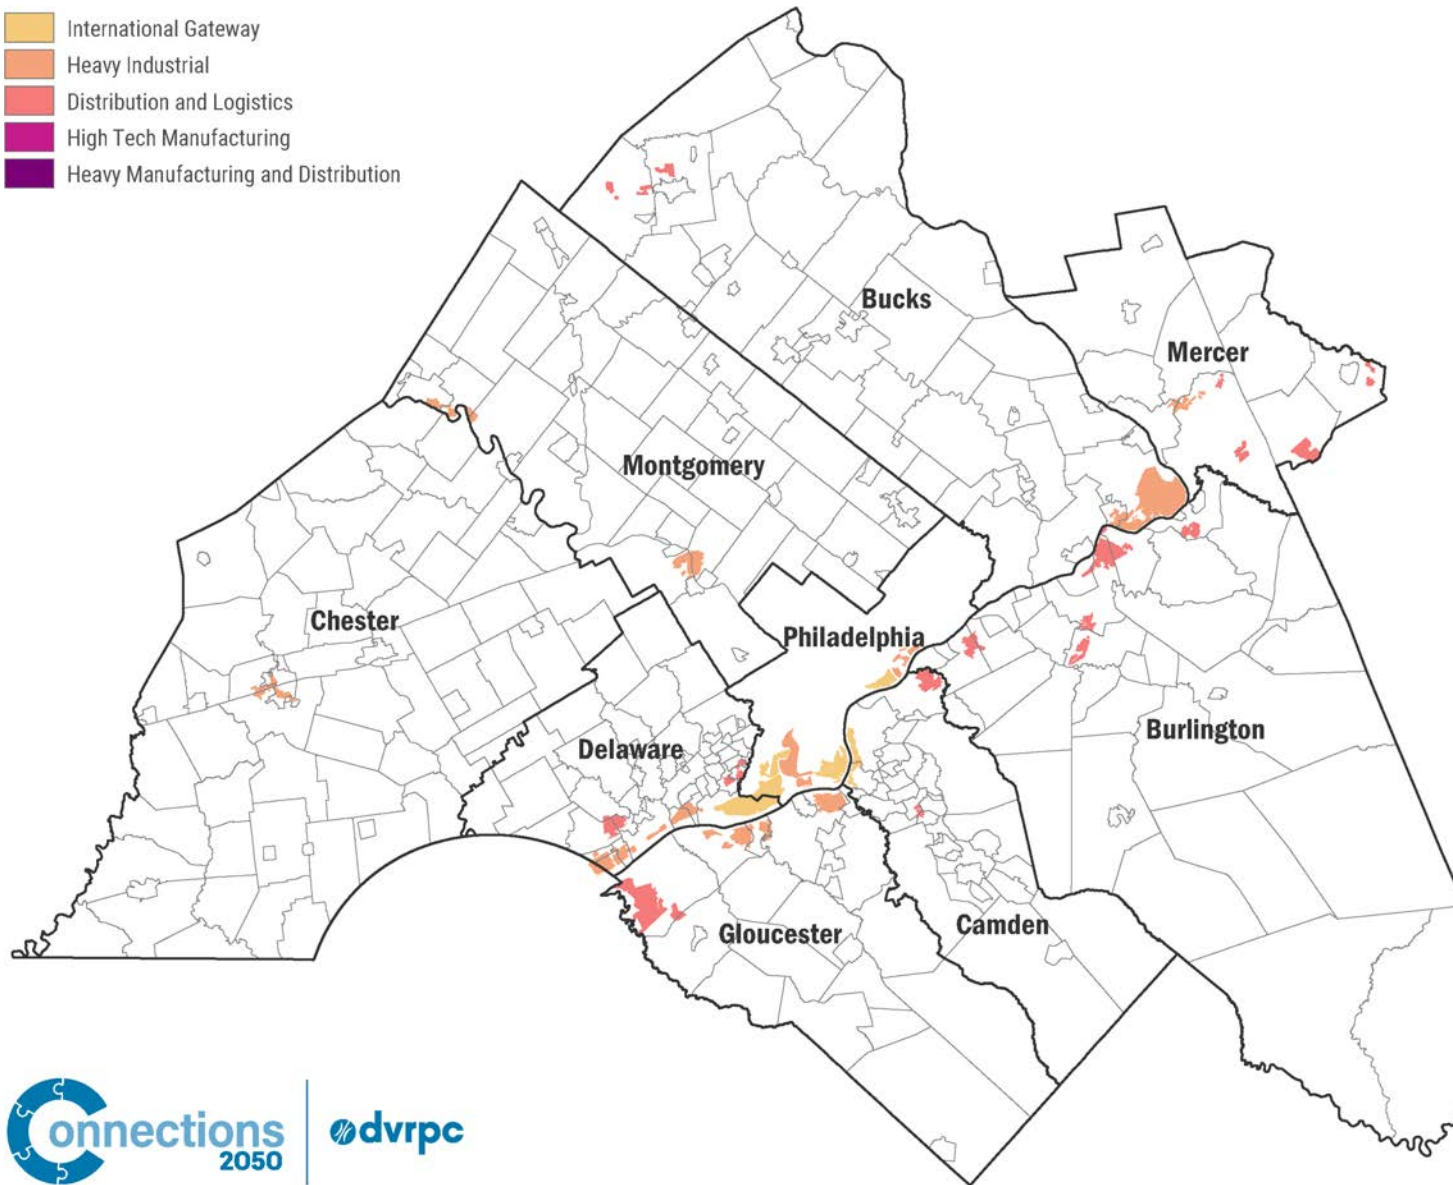 International Gateway
Heavy Industrial
Distribution and Logistics
High Tech Manufacturing
Heavy Manufacturing and Distribution
Bucks
Mercer
Montgomery
Chester
Philadelphia
Burlington
Delaware
Camden
Gloucester
Connections
2050
dvrpc